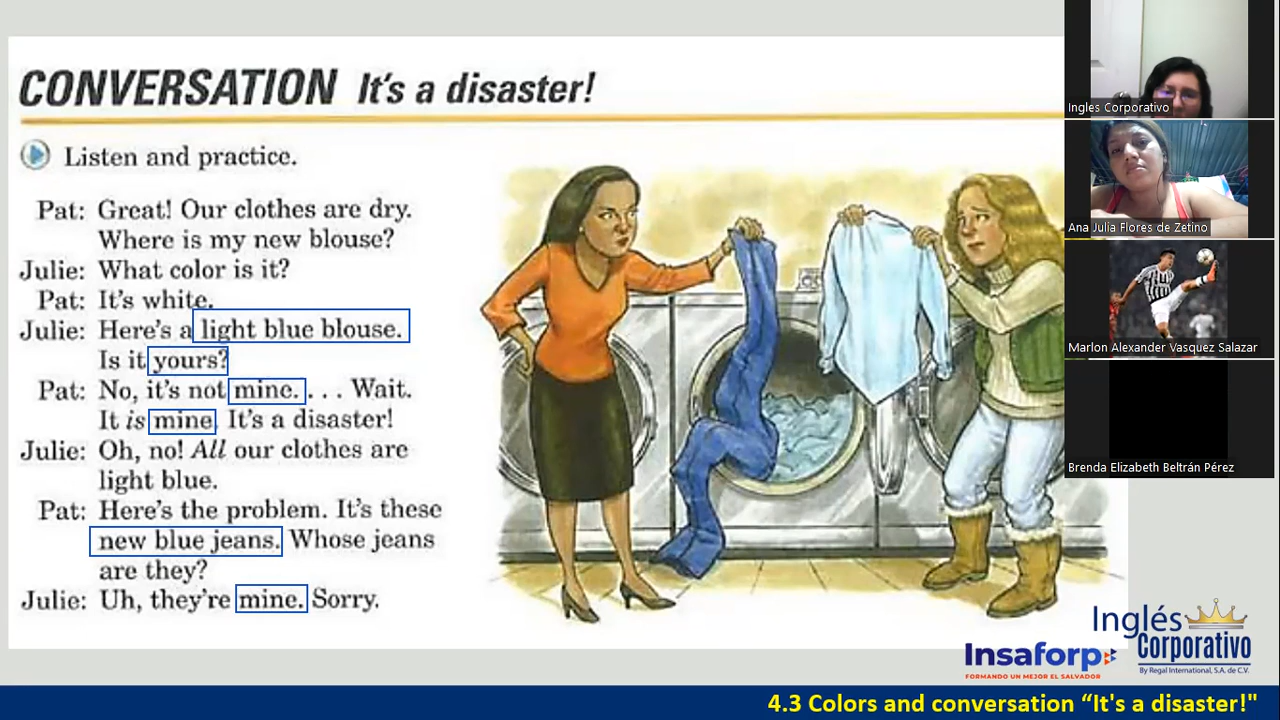 CONVERSATION It's a disaster!
Listen and practice.
Pat: Great! Our clothes are dry.
Where is my new blouse?
Julie: What color is it?
Pat: It's white.
Julie: Here's a light blue blouse.
Is it yours?
Pat: No, it's not mine. . . . Wait.
It is mine. It's a disaster!
Julie: Oh, no! All our clothes are
light blue.
Pat: Here's the problem. It's these
new blue jeans. Whose jeans
are they?
Julie: Uh, they're mine. Sorry.
Ingles Corporativo
Ana Julia Flores de Zetino
Marlon Alexander Vasquez Salazar
Brenda Elizabeth Beltrán Pérez
Inglés
Corporativo
By Regal International, S.A. de C.V.
Insaforp
FORMANDO UN MEJOR EL SALVADOR
4.3 Colors and conversation “It's a disaster!"